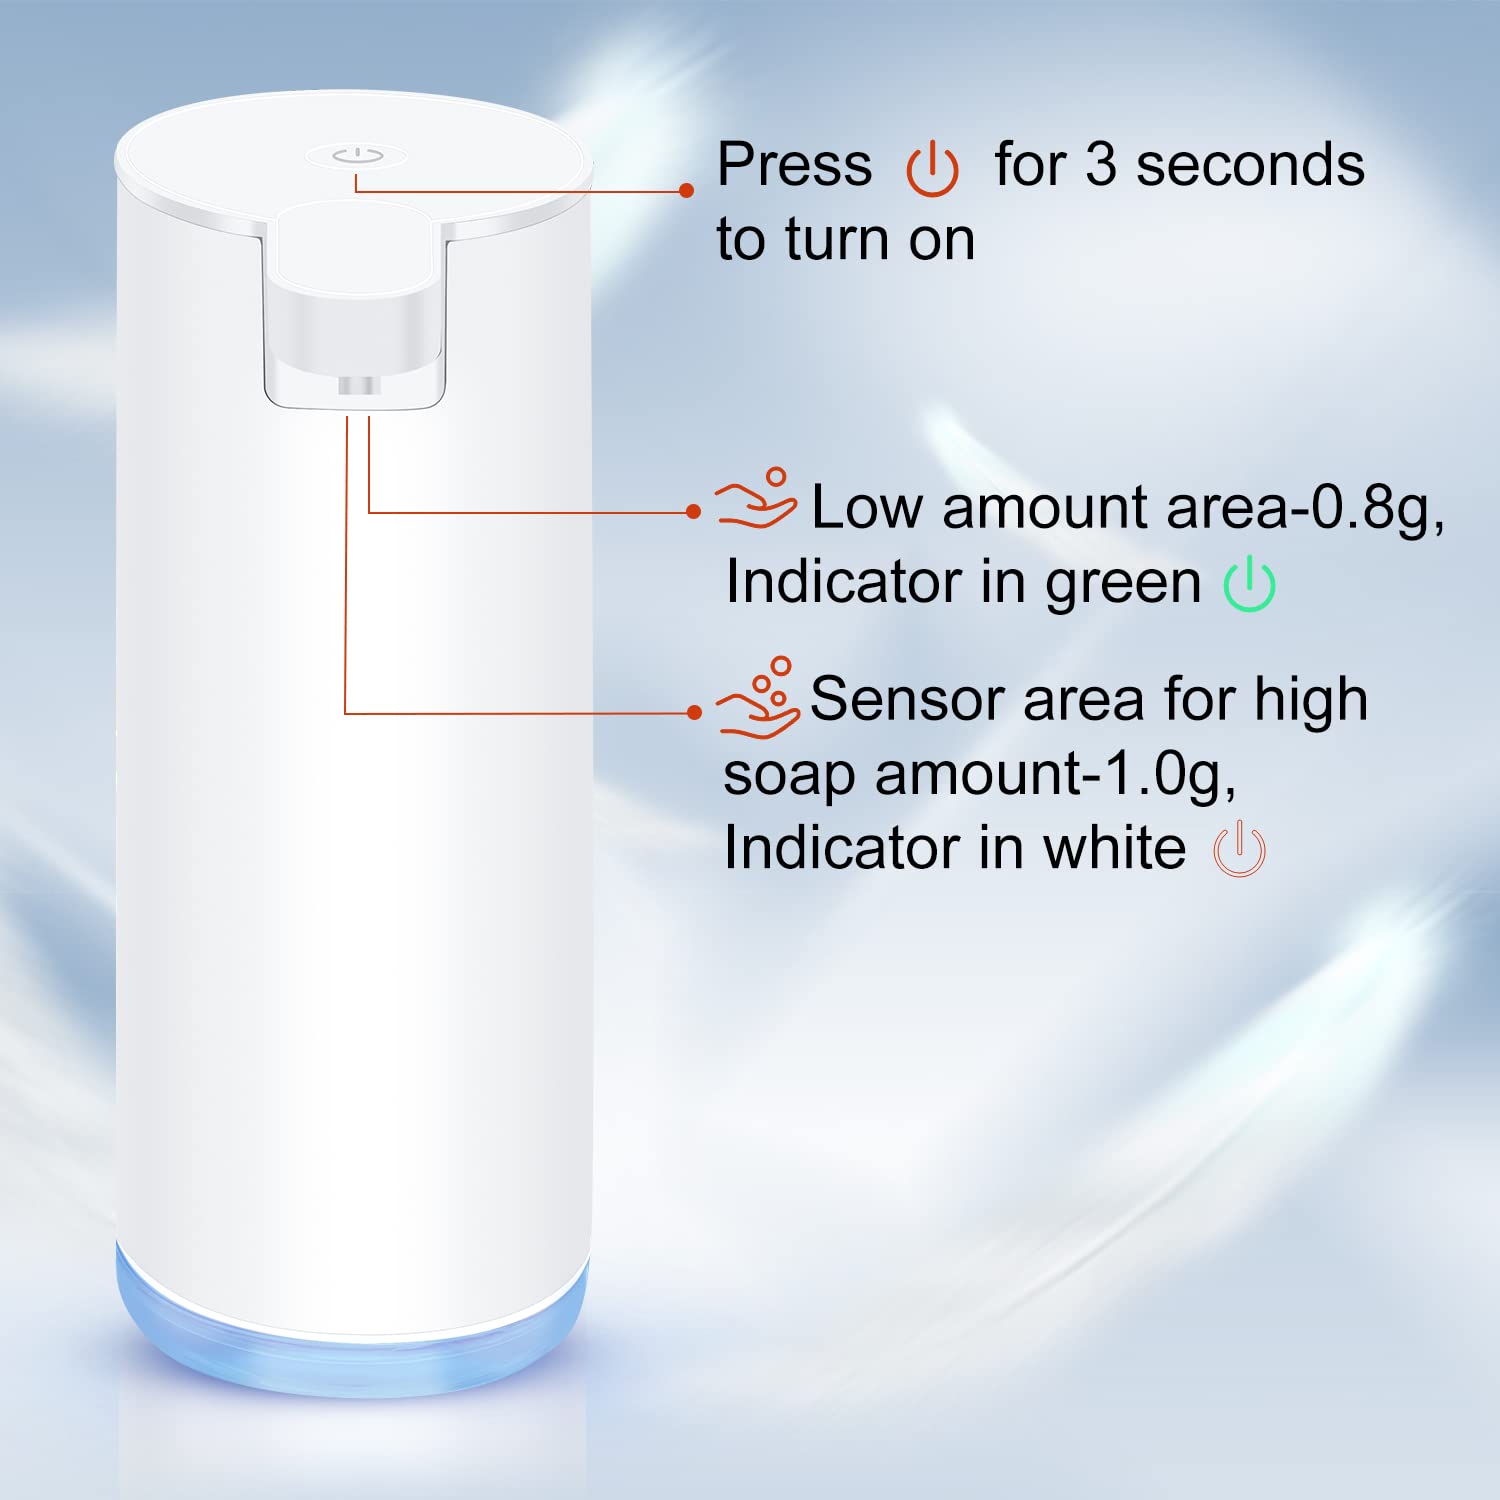 Press for 3 seconds
to turn on
Low amount area-0.8g,
Indicator in green
Sensor area for high
soap amount-1.0g,
Indicator in white